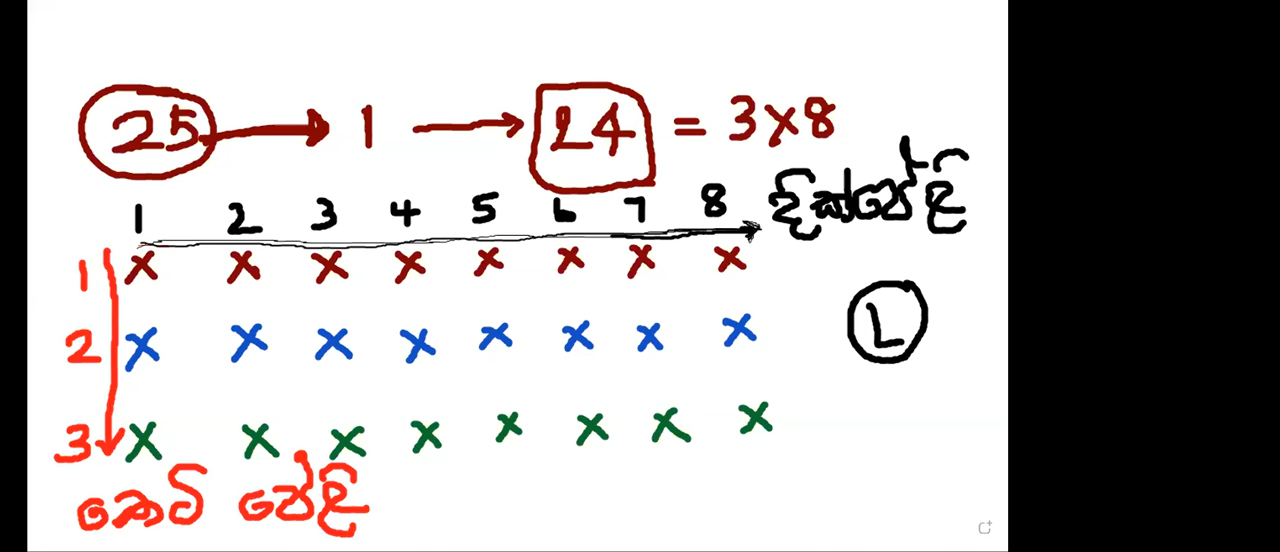 25 → 1 → 24 = 3×8
1 2 3 4 5 6 7 8 දික්පේළි
1 × × × × × × × ×
L
2 × × × × × × × ×
3 × × × × × × × ×
කෙටි පේළි